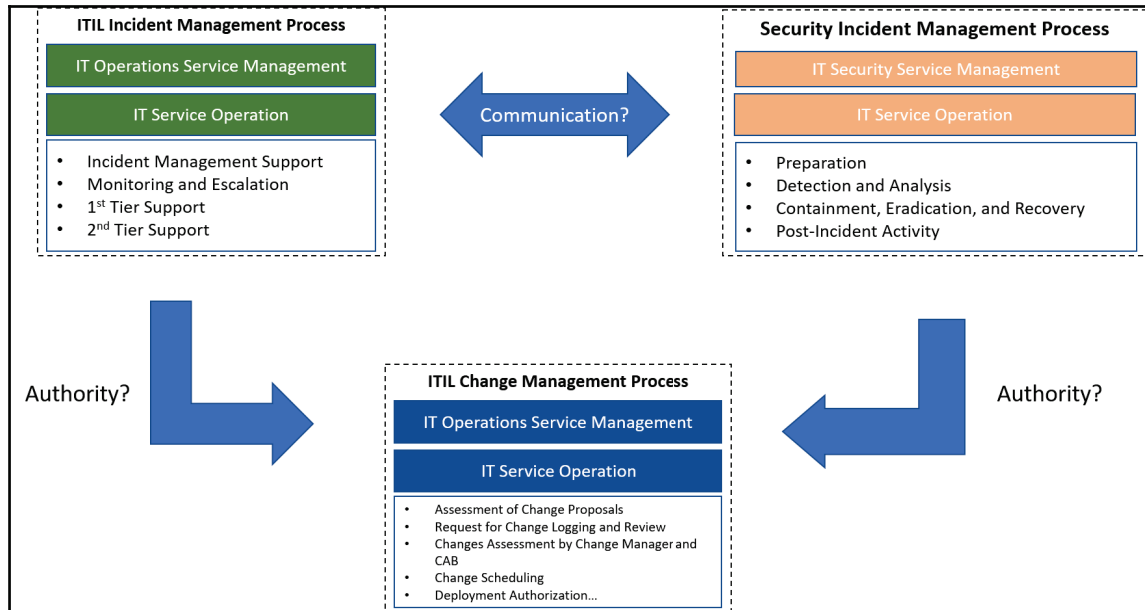 ITIL Incident Management Process
IT Operations Service Management
IT Service Operation
• Incident Management Support
• Monitoring and Escalation
• 1st Tier Support
• 2nd Tier Support
Communication?
Security Incident Management Process
IT Security Service Management
IT Service Operation
• Preparation
• Detection and Analysis
• Containment, Eradication, and Recovery
• Post-Incident Activity
Authority?
Authority?
ITIL Change Management Process
IT Operations Service Management
IT Service Operation
• Assessment of Change Proposals
• Request for Change Logging and Review
• Changes Assessment by Change Manager and
CAB
• Change Scheduling
• Deployment Authorization...